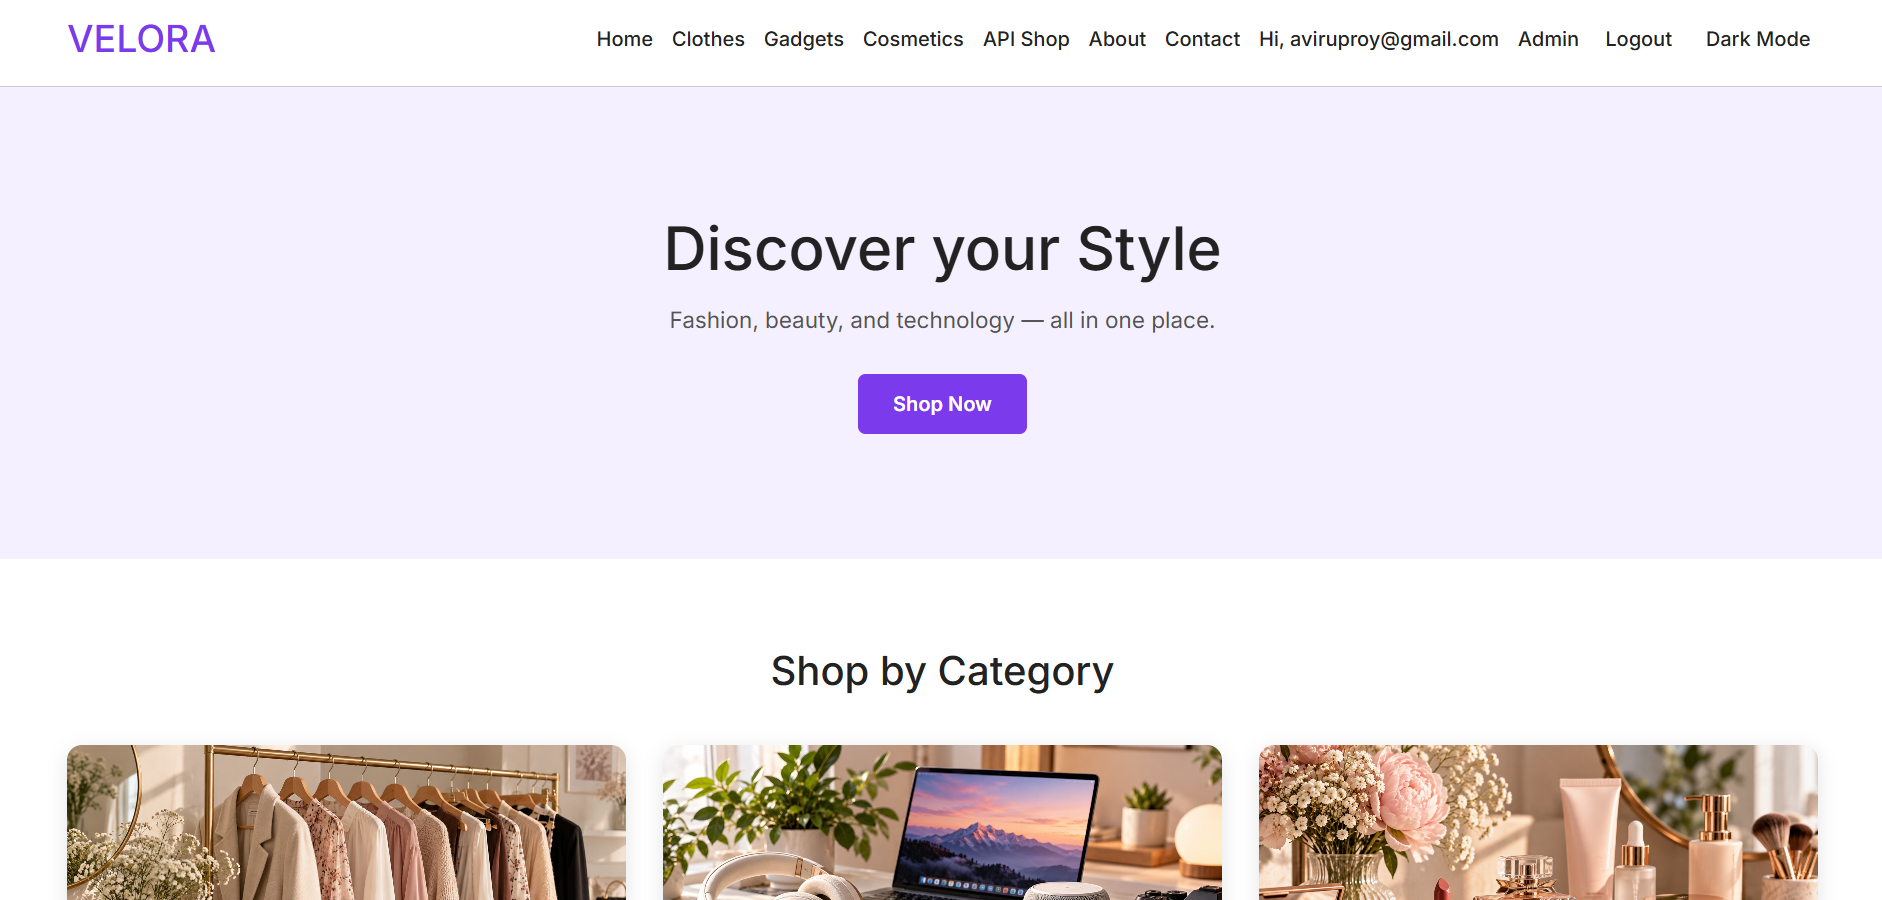 VELORA
Home Clothes Gadgets Cosmetics API Shop About Contact Hi, aviruproy@gmail.com Admin Logout Dark Mode
Discover your Style
Fashion, beauty, and technology — all in one place.
Shop Now
Shop by Category